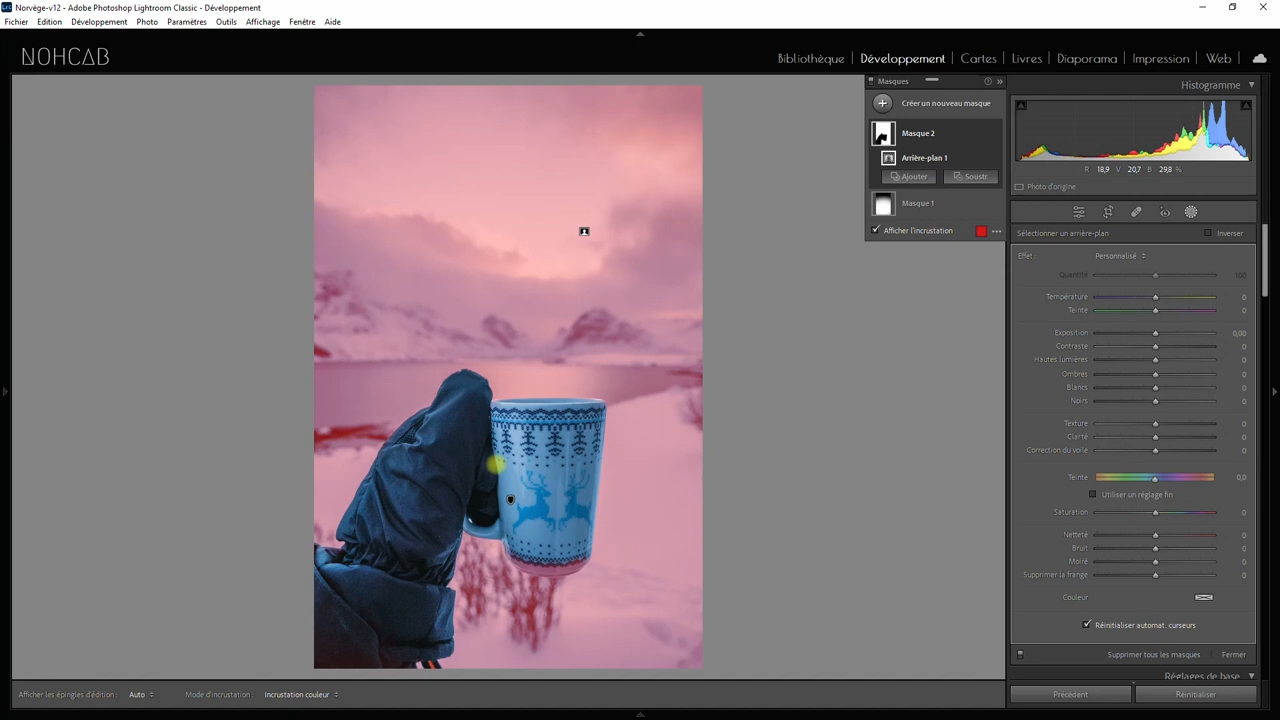 Norvège-v12 - Adobe Photoshop Lightroom Classic - Développement
Fichier Edition Développement Photo Paramètres Outils Affichage Fenêtre Aide
NOHCAB
Bibliothèque | Développement | Cartes | Livres | Diaporama | Impression | Web |
Masques
Créer un nouveau masque
Masque 2
Arrière-plan 1
Ajouter Soustr.
Masque 1
Afficher l'incrustation
Histogramme
R 18,9 V 20,7 B 29,8 %
Photo d'origine
Sélectionner un arrière-plan Inverser
Effet : Personnalisé
Quantité 100
Température 0
Teinte 0
Exposition 0,00
Contraste 0
Hautes lumières 0
Ombres 0
Blancs 0
Noirs 0
Texture 0
Clarté 0
Correction du voile 0
Teinte 0,0
Utiliser un réglage fin
Saturation 0
Netteté 0
Bruit 0
Moiré 0
Supprimer la frange 0
Couleur
Réinitialiser automat. curseurs
Supprimer tous les masques Fermer
Réglages de base
Précédent Réinitialiser
Afficher les épingles d'édition : Auto Mode d'incrustation : Incrustation couleur